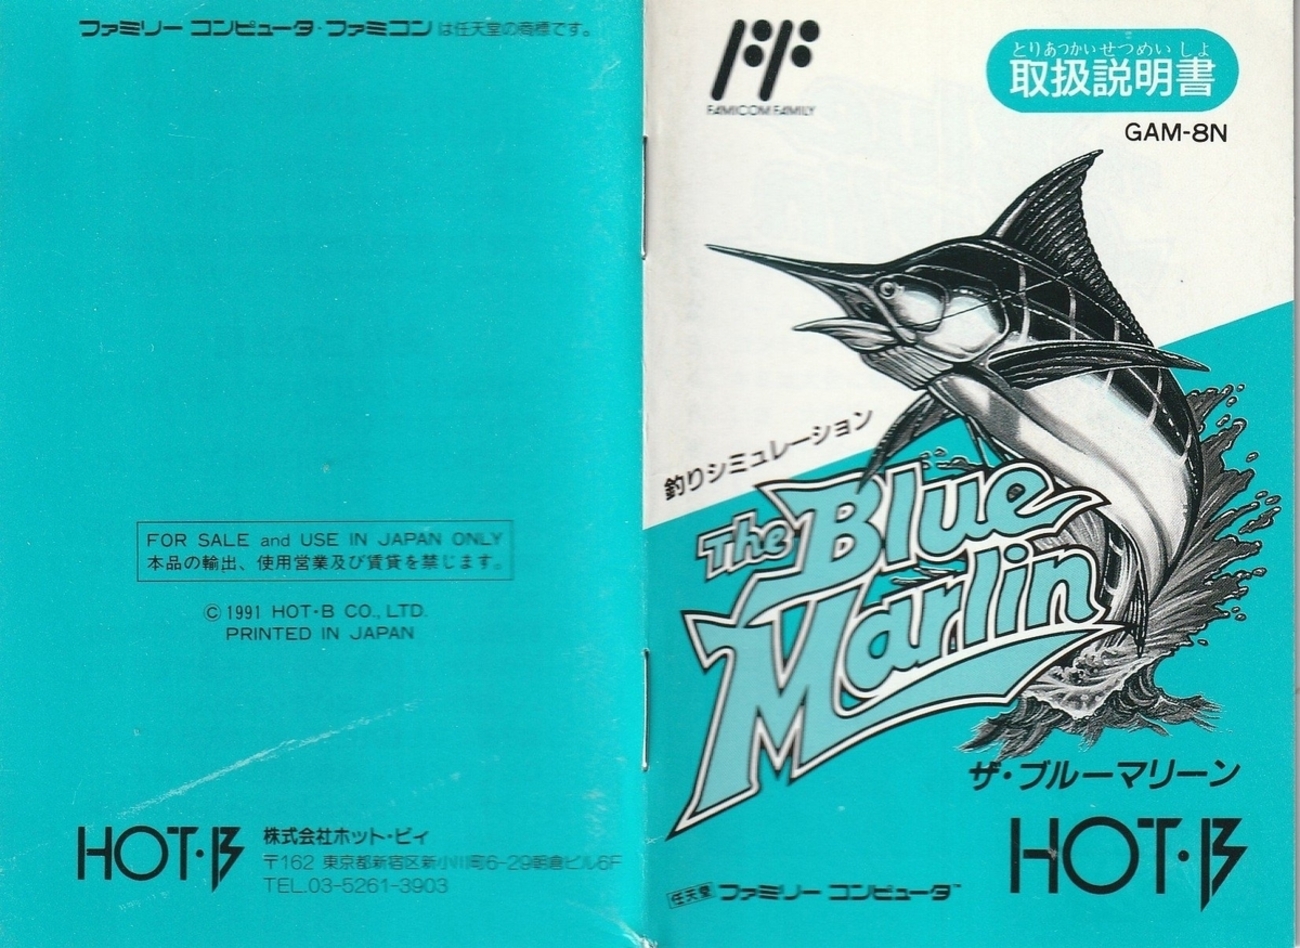 ファミリー コンピュータ・ファミコンは任天堂の商標です。
FOR SALE and USE IN JAPAN ONLY
本品の輸出、使用営業及び賃貸を禁じます。
© 1991 HOT・B CO., LTD.
PRINTED IN JAPAN
HOT・B
株式会社ホット・ビィ
〒162 東京都新宿区新小川町6-29朝倉ビル6F
TEL.03-5261-3903
FF
FAMICOM FAMILY
とりあつかいせつめいしょ
取扱説明書
GAM-8N
釣りシミュレーション
The Blue
Marlin
ザ・ブルーマリーン
HOT・B
任天堂 ファミリー コンピュータ™